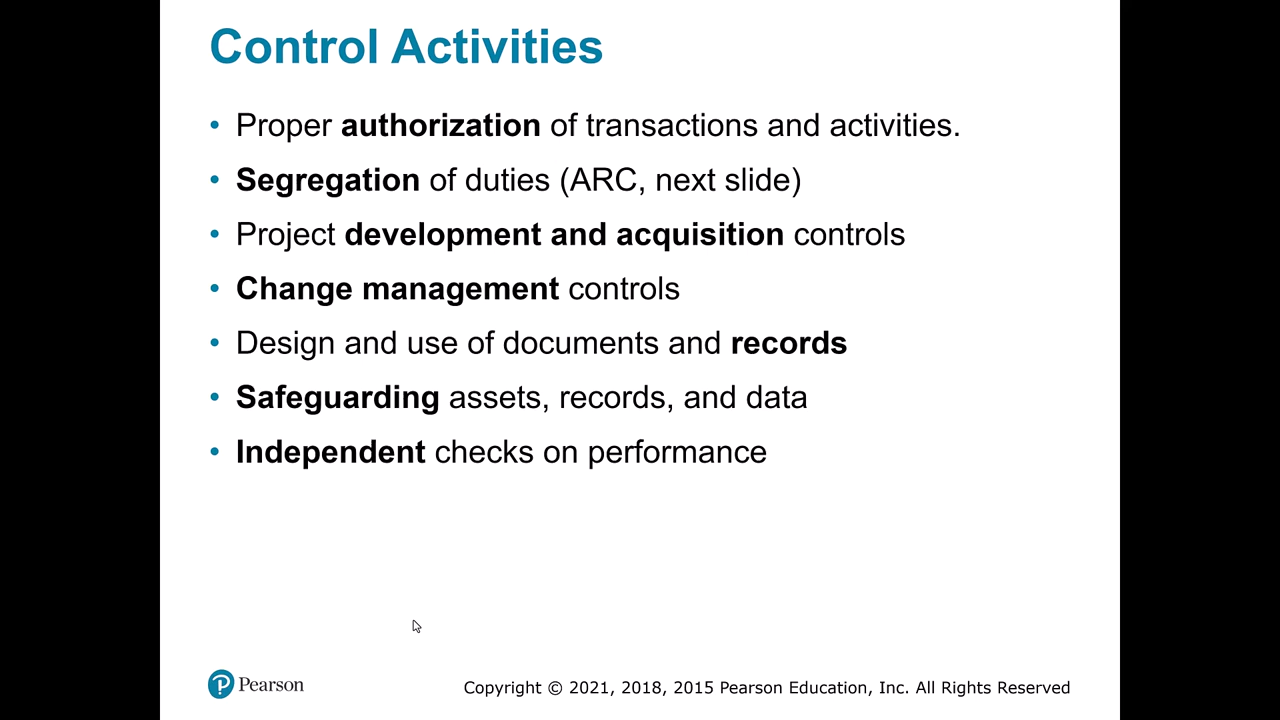 Control Activities
• Proper authorization of transactions and activities.
• Segregation of duties (ARC, next slide)
• Project development and acquisition controls
• Change management controls
• Design and use of documents and records
• Safeguarding assets, records, and data
• Independent checks on performance
Pearson
Copyright © 2021, 2018, 2015 Pearson Education, Inc. All Rights Reserved